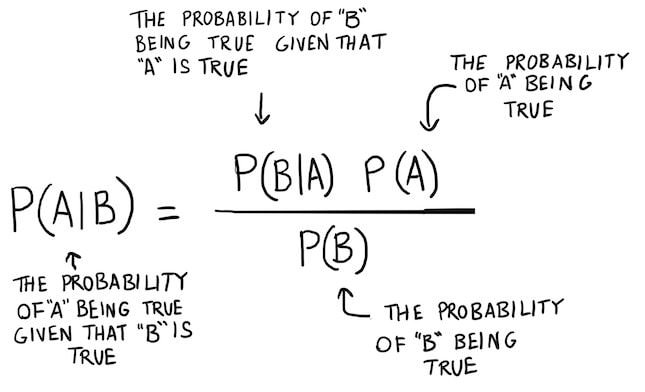 THE PROBABILITY OF "B"
BEING TRUE GIVEN THAT
"A" IS TRUE
THE PROBABILITY
OF "A" BEING
TRUE
P(A|B) = P(B|A) P(A)
P(B)
THE PROBABILITY
OF "A" BEING TRUE
GIVEN THAT "B" IS
TRUE
THE PROBABILITY
OF "B" BEING
TRUE